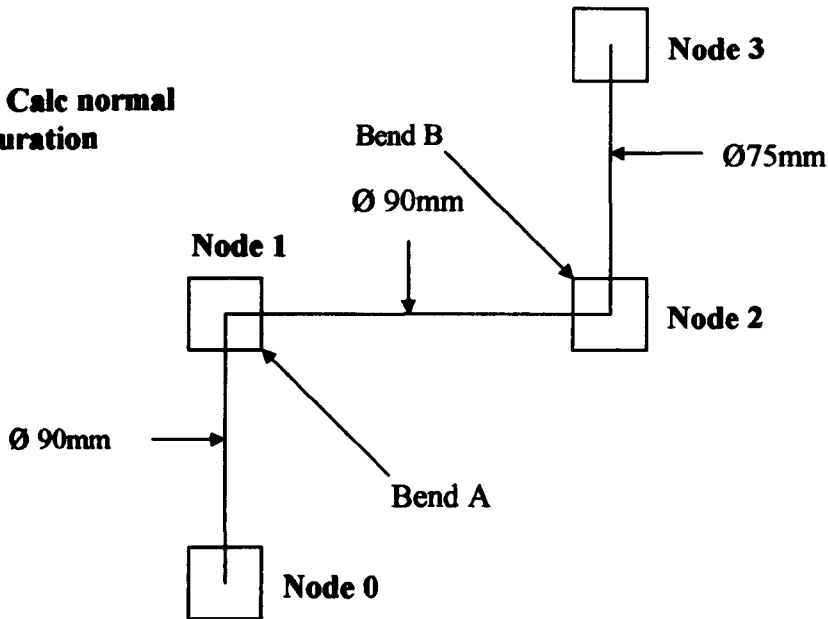 Node 3
Calc normal
uration
Bend B
Ø75mm
Ø 90mm
Node 1
Node 2
Ø 90mm
Bend A
Node 0